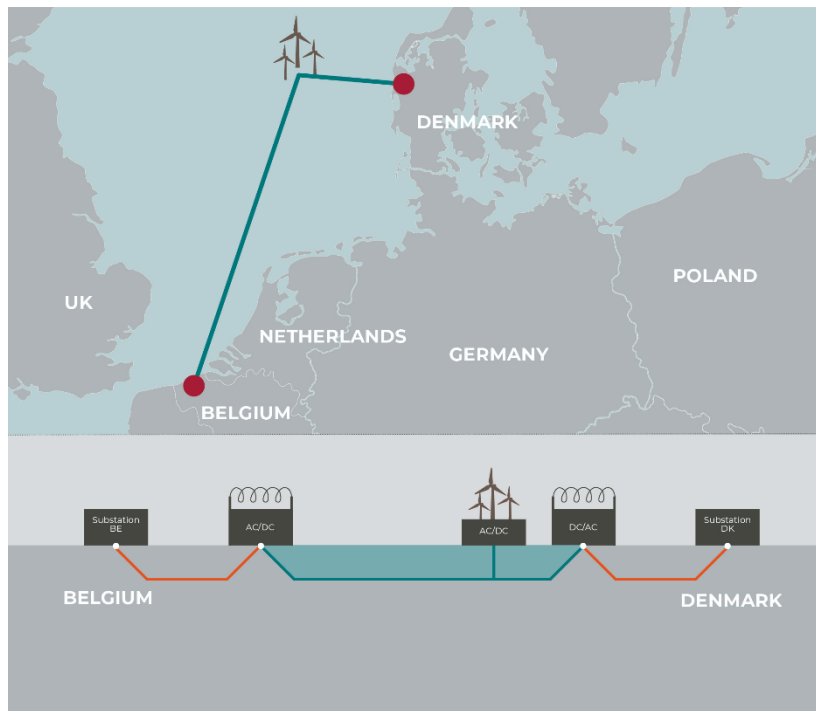 DENMARK
POLAND
UK
NETHERLANDS
GERMANY
BELGIUM
Substation
BE
AC/DC
AC/DC
DC/AC
Substation
DK
BELGIUM
DENMARK